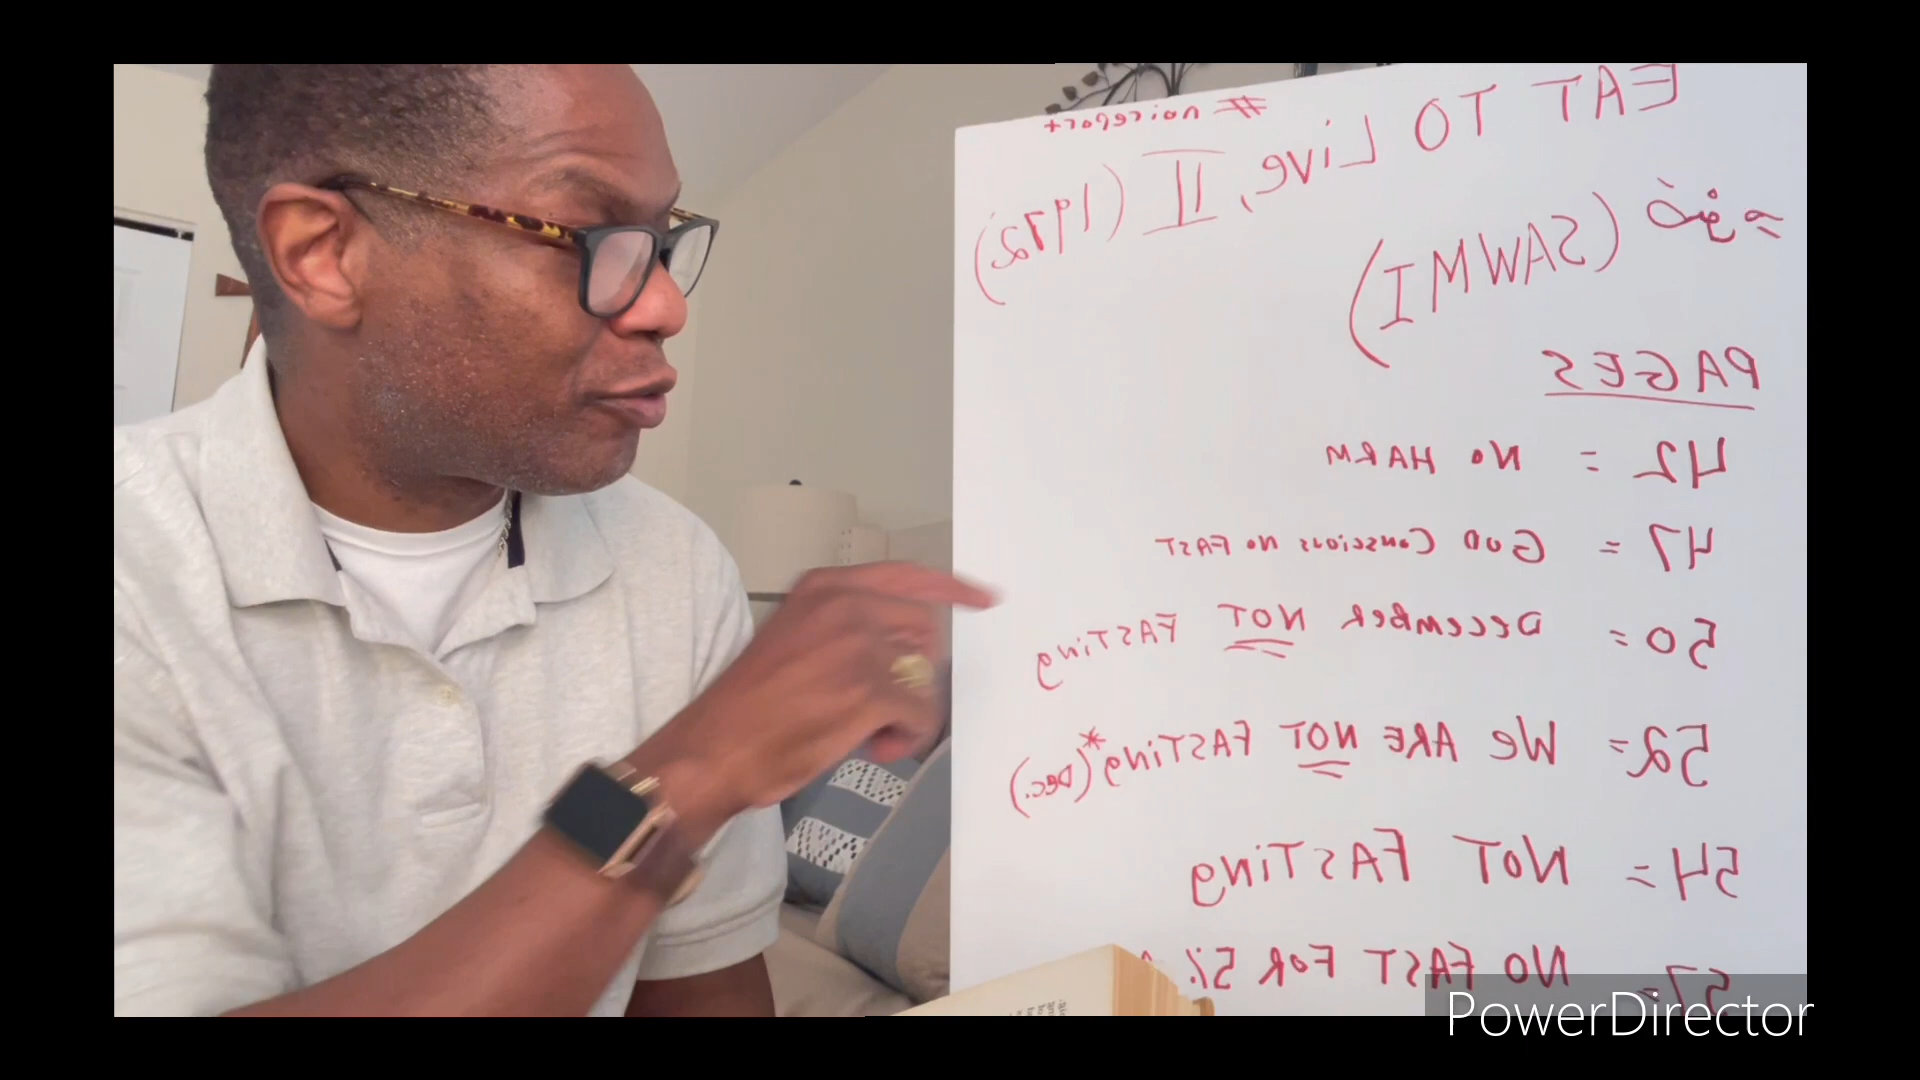 # noireport
EAT TO Live, II (1972)
صوم (SAWMI)
PAGES
42 = No HARM
47 = GOD Conscious No FAST
50 = DECEMBER NOT FASTing
52 = We ARE NOT FASTing* (DEC.)
54 = NOT FASTing
57 = NO FAST FOR 5%
PowerDirector